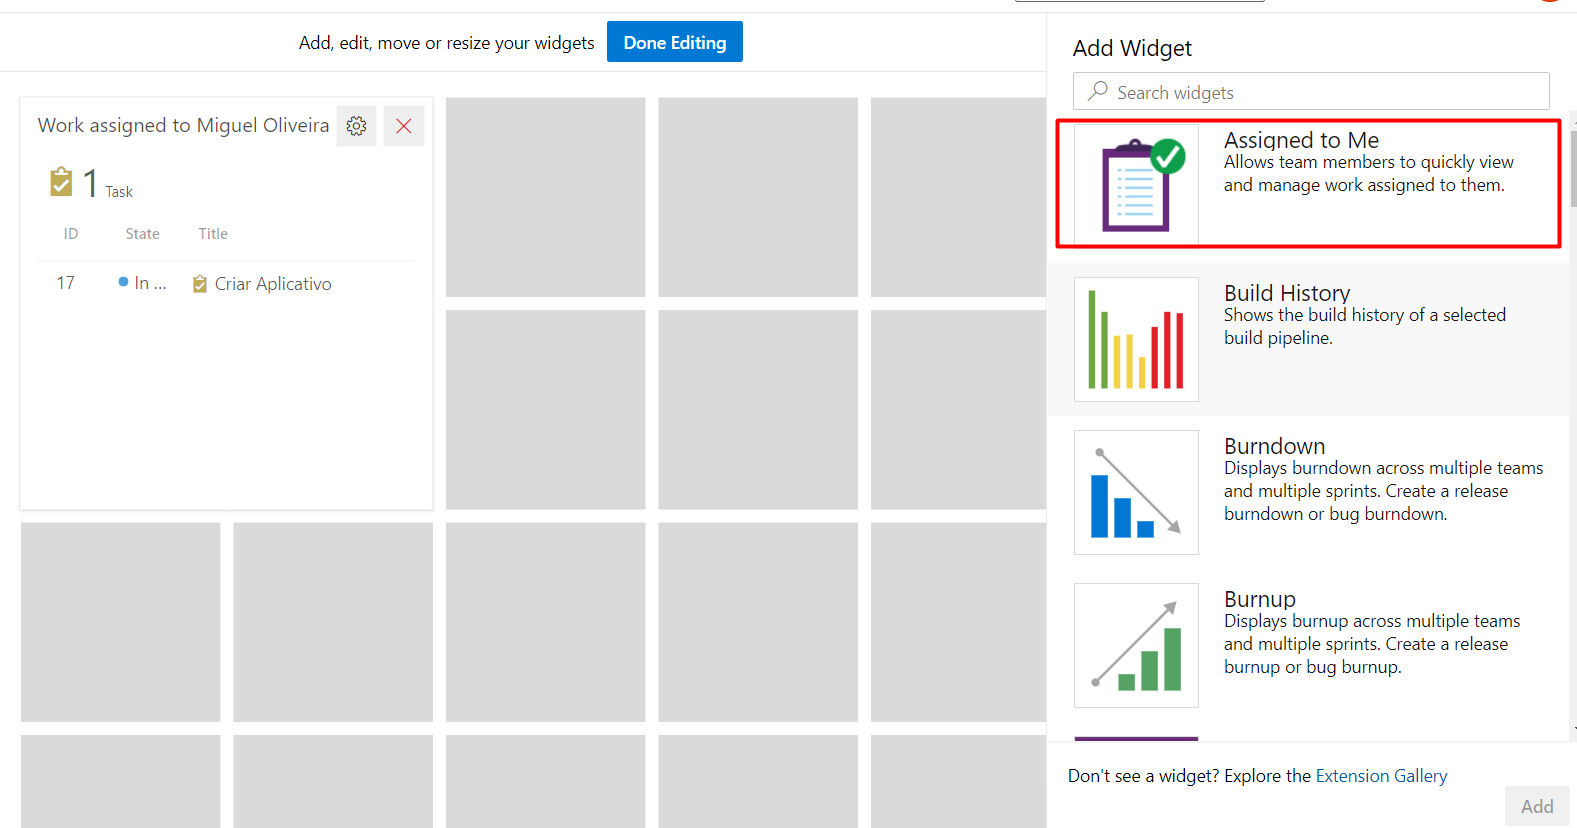 Add, edit, move or resize your widgets
Done Editing
Work assigned to Miguel Oliveira
1 Task
ID State Title
17 In ... Criar Aplicativo
Add Widget
Search widgets
Assigned to Me
Allows team members to quickly view
and manage work assigned to them.
Build History
Shows the build history of a selected
build pipeline.
Burndown
Displays burndown across multiple teams
and multiple sprints. Create a release
burndown or bug burndown.
Burnup
Displays burnup across multiple teams
and multiple sprints. Create a release
burnup or bug burnup.
Don't see a widget? Explore the Extension Gallery
Add